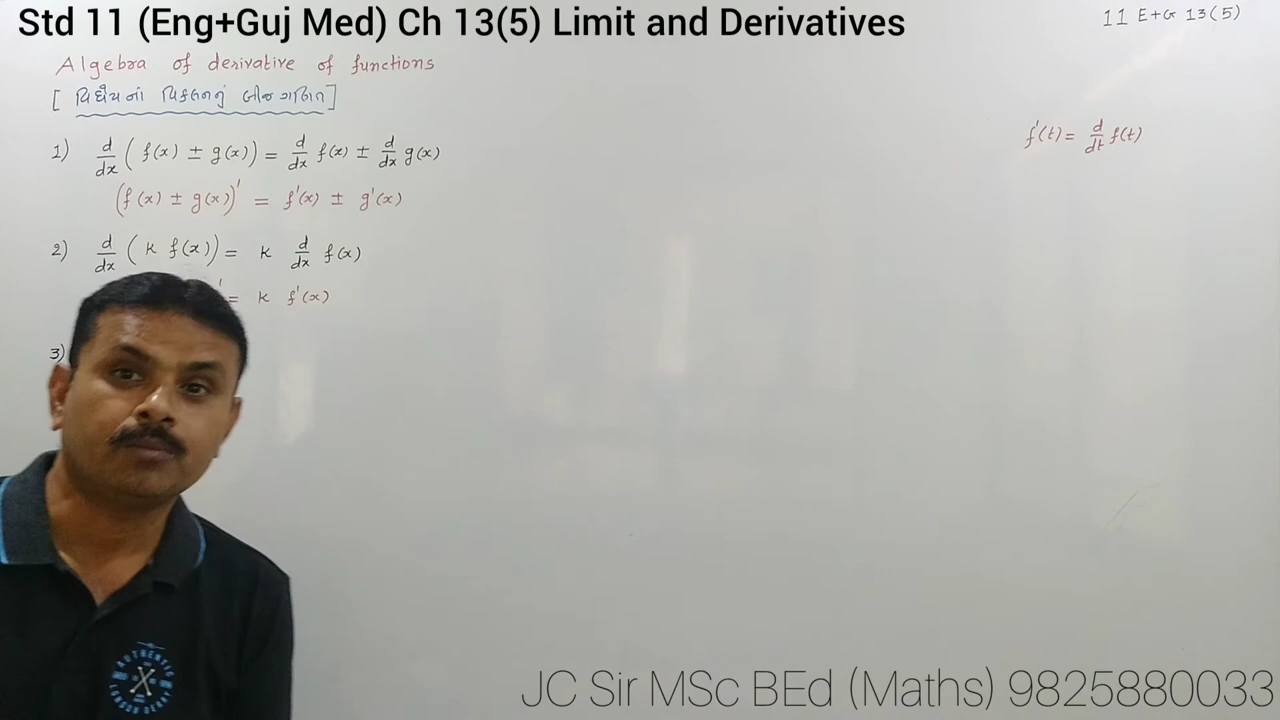 Std 11 (Eng+Guj Med) Ch 13(5) Limit and Derivatives
11 E+G 13(5)
Algebra of derivative of functions
[ વિધેયનાં વિકલનનું બીજગણિત ]
f'(t) = d/dt f(t)
1) d/dx ( f(x) ± g(x) ) = d/dx f(x) ± d/dx g(x)
( f(x) ± g(x) )' = f'(x) ± g'(x)
2) d/dx ( k f(x) ) = k d/dx f(x)
' = k f'(x)
3)
AUTHENTIC
JC Sir MSc BEd (Maths) 9825880033